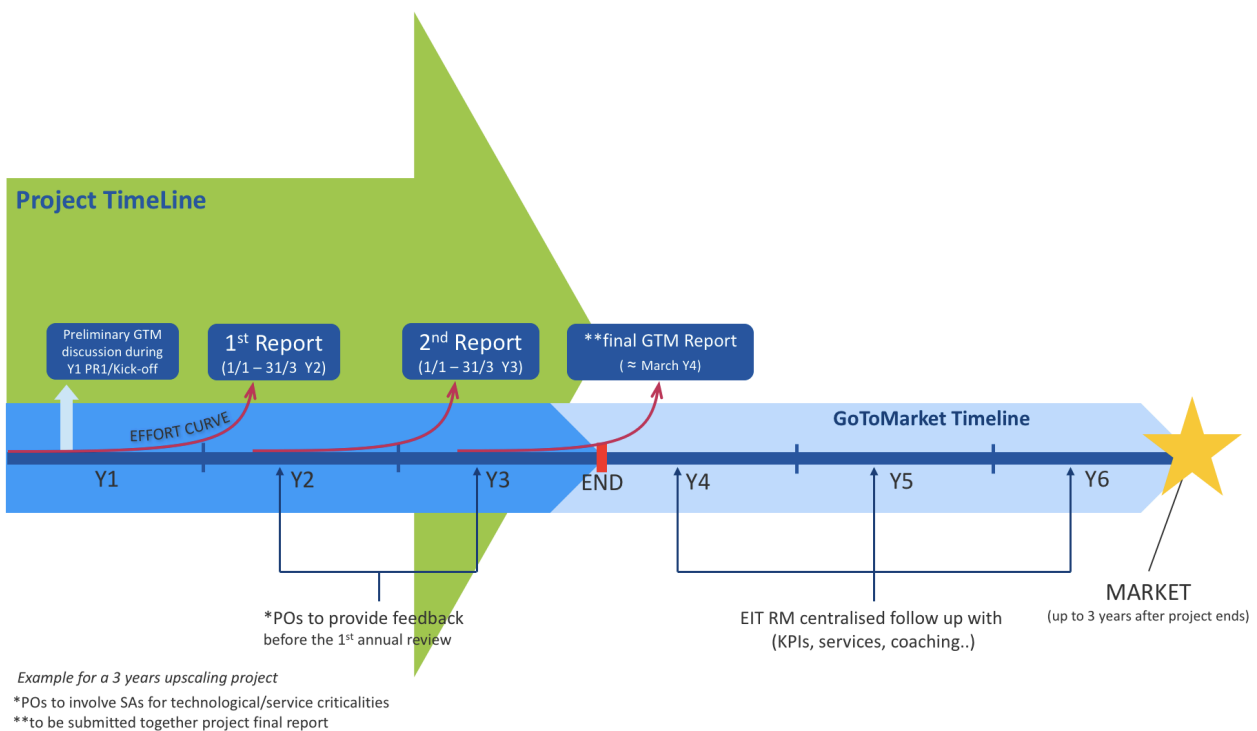 Project TimeLine
Preliminary GTM
discussion during
Y1 PR1/Kick-off
1st Report
(1/1 – 31/3 Y2)
2nd Report
(1/1 – 31/3 Y3)
**final GTM Report
( ≈ March Y4)
EFFORT CURVE
GoToMarket Timeline
Y1
Y2
Y3
END
Y4
Y5
Y6
*POs to provide feedback
before the 1st annual review
EIT RM centralised follow up with
(KPIs, services, coaching..)
MARKET
(up to 3 years after project ends)
Example for a 3 years upscaling project
*POs to involve SAs for technological/service criticalities
**to be submitted together project final report